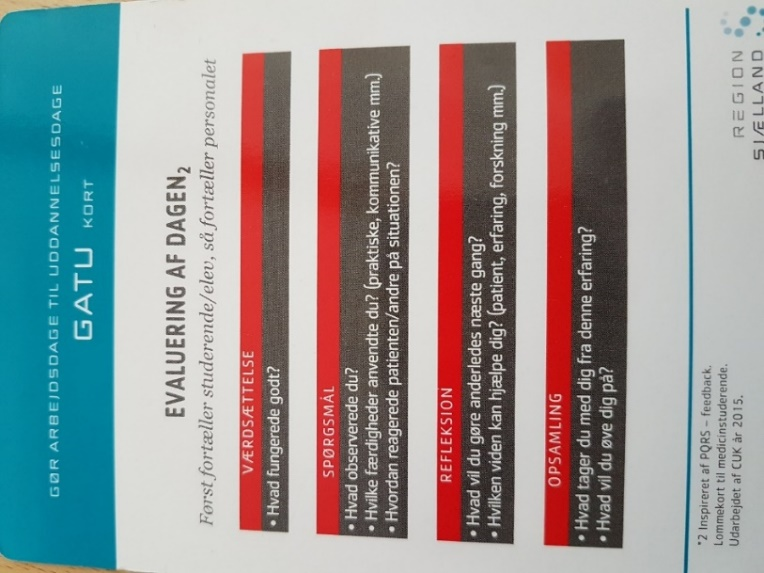 GØR ARBEJDSDAGE TIL UDDANNELSESDAGE
GATU KORT
EVALUERING AF DAGEN₂
Først fortæller studerende/elev, så fortæller personalet
VÆRDSÆTTELSE
• Hvad fungerede godt?
SPØRGSMÅL
• Hvad observerede du?
• Hvilke færdigheder anvendte du? (praktiske, kommunikative mm.)
• Hvordan reagerede patienten/andre på situationen?
REFLEKSION
• Hvad vil du gøre anderledes næste gang?
• Hvilken viden kan hjælpe dig? (patient, erfaring, forskning mm.)
OPSAMLING
• Hvad tager du med dig fra denne erfaring?
• Hvad vil du øve dig på?
*2 Inspireret af PQRS – feedback.
Lommekort til medicinstuderende.
Udarbejdet af CUK år 2015.
REGION
SJÆLLAND